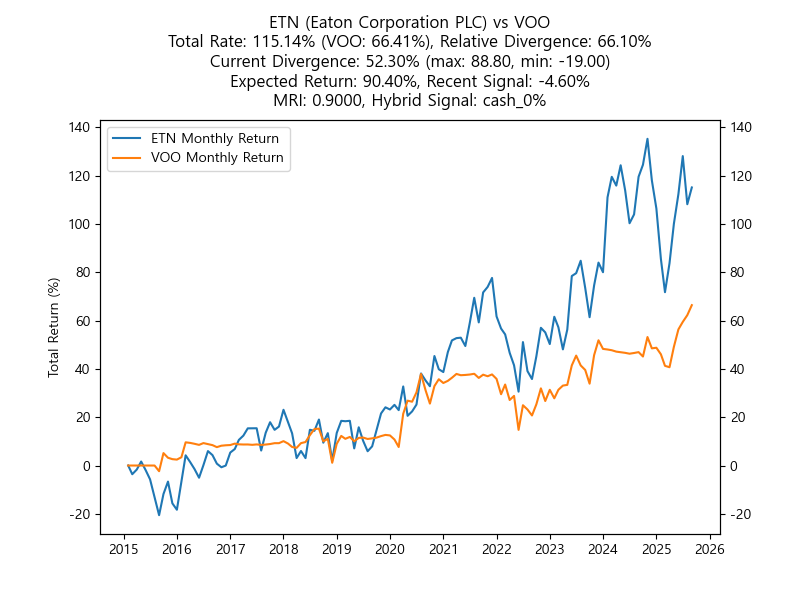 ETN (Eaton Corporation PLC) vs VOO
Total Rate: 115.14% (VOO: 66.41%), Relative Divergence: 66.10%
Current Divergence: 52.30% (max: 88.80, min: -19.00)
Expected Return: 90.40%, Recent Signal: -4.60%
MRI: 0.9000, Hybrid Signal: cash_0%
ETN Monthly Return
VOO Monthly Return
Total Return (%)
140
120
100
80
60
40
20
0
-20
140
120
100
80
60
40
20
0
-20
2015 2016 2017 2018 2019 2020 2021 2022 2023 2024 2025 2026